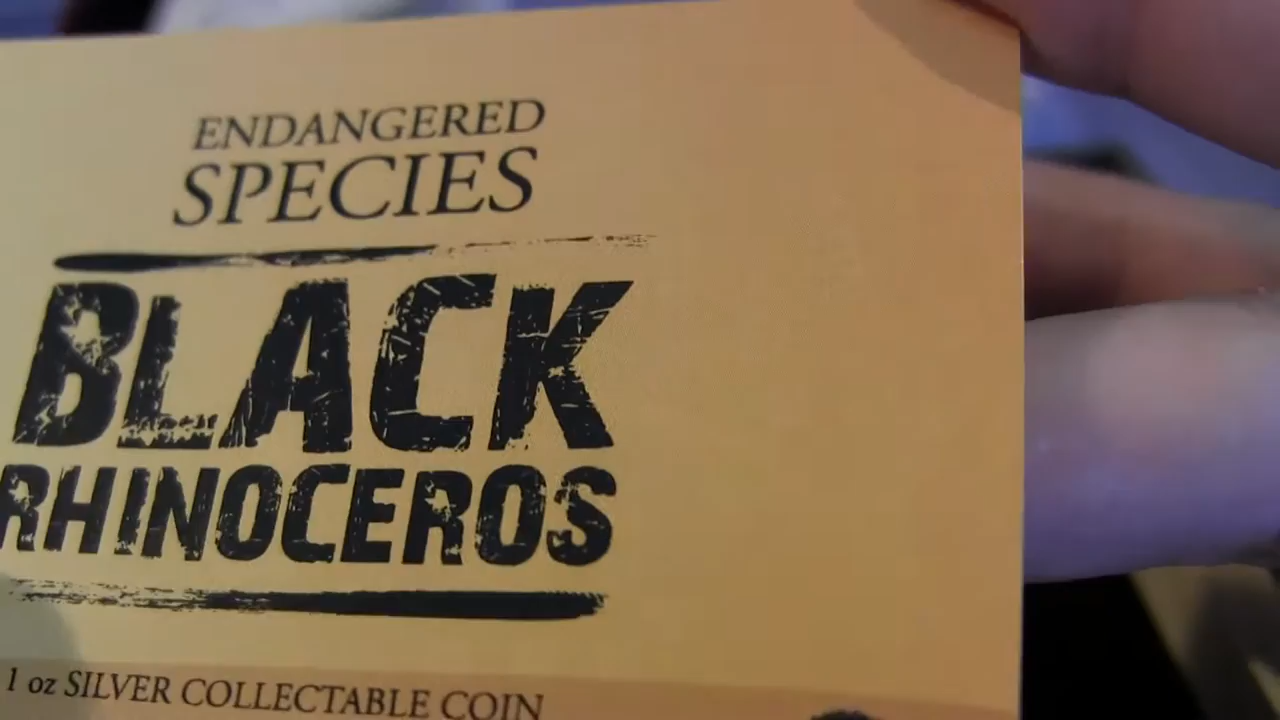 ENDANGERED
SPECIES
BLACK
RHINOCEROS
1 oz SILVER COLLECTABLE COIN